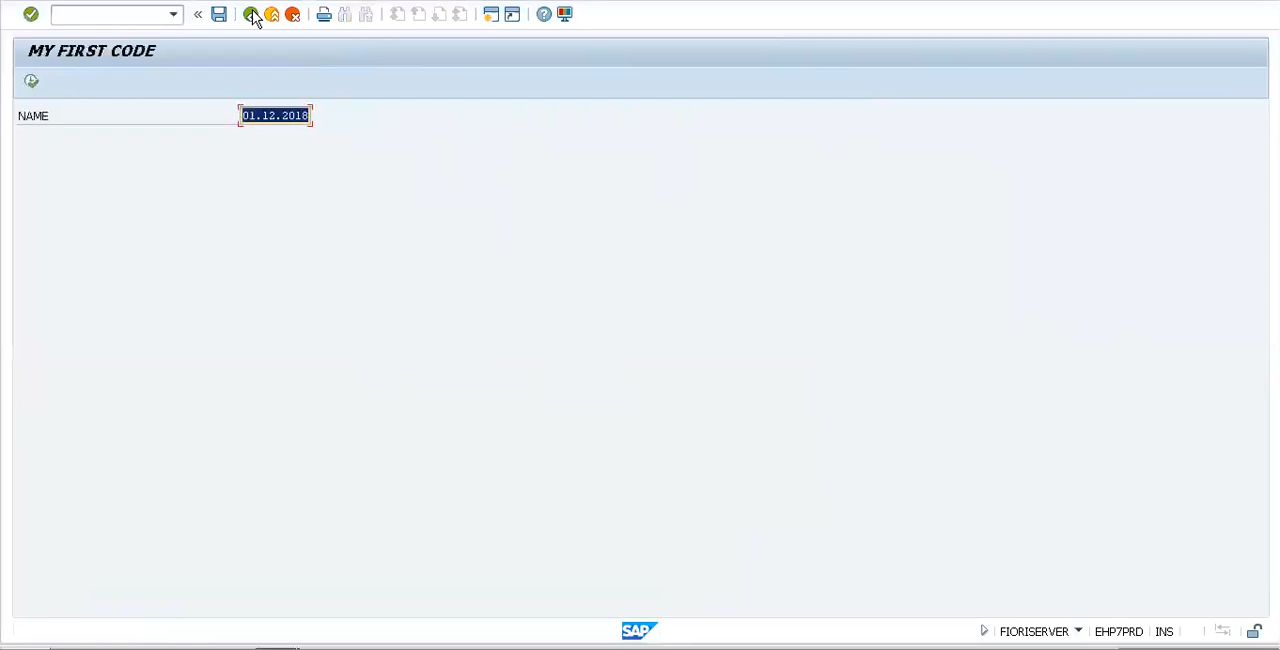 MY FIRST CODE
NAME 01.12.2018
SAP
FIORISERVER EHP7PRD INS